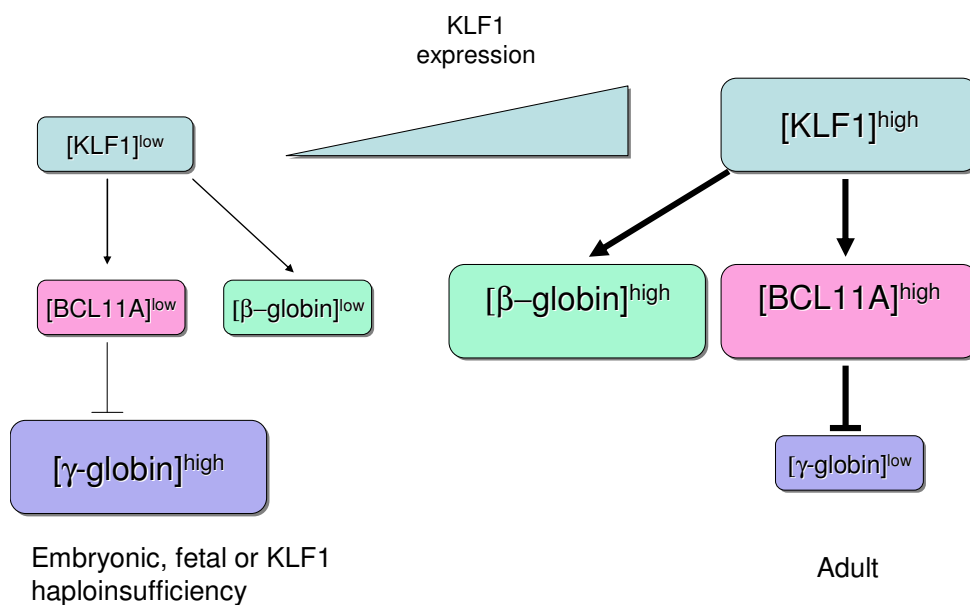 KLF1
expression
[KLF1]low
[KLF1]high
[BCL11A]low
[β–globin]low
[β–globin]high
[BCL11A]high
[γ-globin]high
[γ-globin]low
Embryonic, fetal or KLF1
haploinsufficiency
Adult